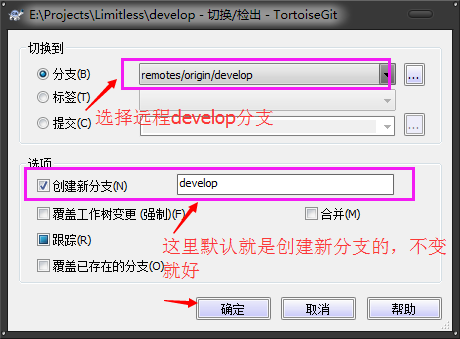 E:\Projects\Limitless\develop - 切换/检出 - TortoiseGit
切换到
分支(B)
remotes/origin/develop
...
标签(T)
选择远程develop分支
提交(C)
...
选项
创建新分支(N)
develop
覆盖工作树变更 (强制)(F)
合并(M)
跟踪(R)
这里默认就是创建新分支的，不变
就好
覆盖已存在的分支(O)
确定
取消
帮助